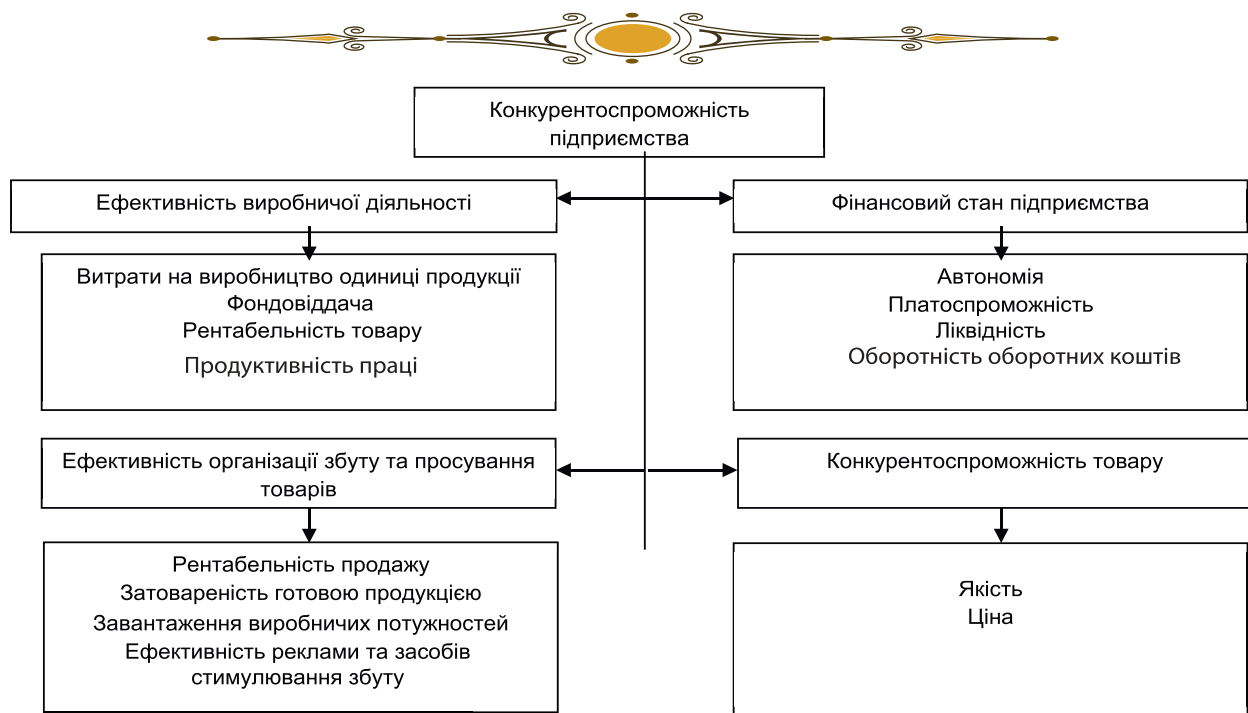 Конкурентоспроможність
підприємства
Ефективність виробничої діяльності
Фінансовий стан підприємства
Витрати на виробництво одиниці продукції
Фондовіддача
Рентабельність товару
Продуктивність праці
Автономія
Платоспроможність
Ліквідність
Оборотність оборотних коштів
Ефективність організації збуту та просування
товарів
Конкурентоспроможність товару
Рентабельність продажу
Затовареність готовою продукцією
Завантаження виробничих потужностей
Ефективність реклами та засобів
стимулювання збуту
Якість
Ціна